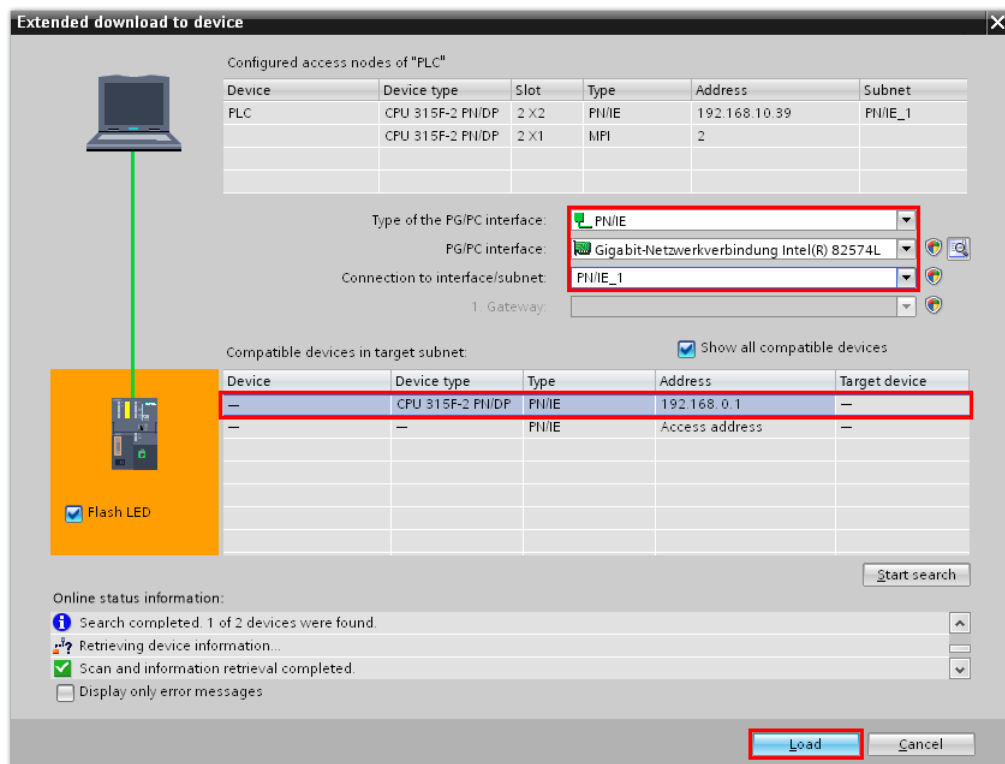 Extended download to device
Configured access nodes of "PLC"
Device Device type Slot Type Address Subnet
PLC CPU 315F-2 PN/DP 2 X2 PN/IE 192.168.10.39 PN/IE_1
CPU 315F-2 PN/DP 2 X1 MPI 2
Type of the PG/PC interface: PN/IE
PG/PC interface: Gigabit-Netzwerkverbindung Intel(R) 82574L
Connection to interface/subnet: PN/IE_1
1. Gateway:
Compatible devices in target subnet: Show all compatible devices
Device Device type Type Address Target device
— CPU 315F-2 PN/DP PN/IE 192.168.0.1 —
— — PN/IE Access address —
Flash LED
Start search
Online status information:
Search completed. 1 of 2 devices were found.
Retrieving device information...
Scan and information retrieval completed.
Display only error messages
Load Cancel